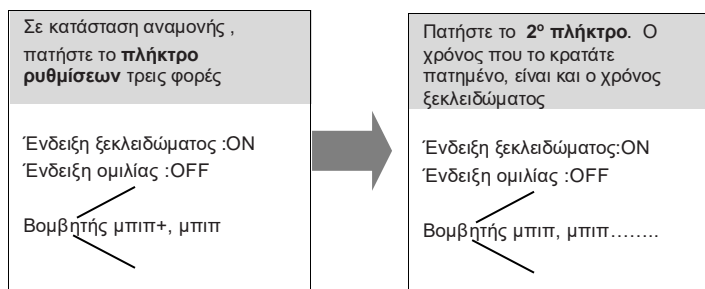 Σε κατάσταση αναμονής ,
πατήστε το πλήκτρο
ρυθμίσεων τρεις φορές
Ένδειξη ξεκλειδώματος :ON
Ένδειξη ομιλίας :OFF
Βομβητής μπιπ+, μπιπ
Πατήστε το 2ο πλήκτρο. Ο
χρόνος που το κρατάτε
πατημένο, είναι και ο χρόνος
ξεκλειδώματος
Ένδειξη ξεκλειδώματος:ON
Ένδειξη ομιλίας :OFF
Βομβητής μπιπ, μπιπ……..